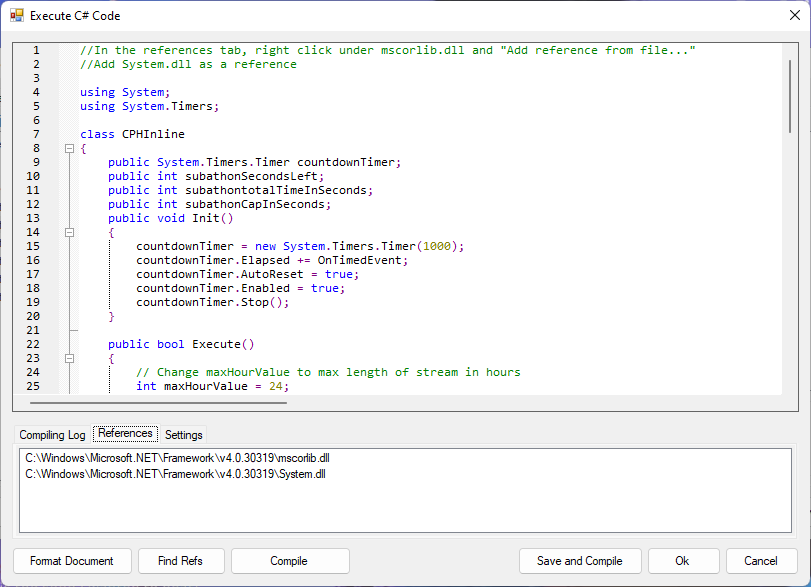 Execute C# Code
1 //In the references tab, right click under mscorlib.dll and "Add reference from file..."
2 //Add System.dll as a reference
3
4 using System;
5 using System.Timers;
6
7 class CPHInline
8 {
9 public System.Timers.Timer countdownTimer;
10 public int subathonSecondsLeft;
11 public int subathontotalTimeInSeconds;
12 public int subathonCapInSeconds;
13 public void Init()
14 {
15 countdownTimer = new System.Timers.Timer(1000);
16 countdownTimer.Elapsed += OnTimedEvent;
17 countdownTimer.AutoReset = true;
18 countdownTimer.Enabled = true;
19 countdownTimer.Stop();
20 }
21
22 public bool Execute()
23 {
24 // Change maxHourValue to max length of stream in hours
25 int maxHourValue = 24;
Compiling Log References Settings
C:\Windows\Microsoft.NET\Framework\v4.0.30319\mscorlib.dll
C:\Windows\Microsoft.NET\Framework\v4.0.30319\System.dll
Format Document Find Refs Compile Save and Compile Ok Cancel